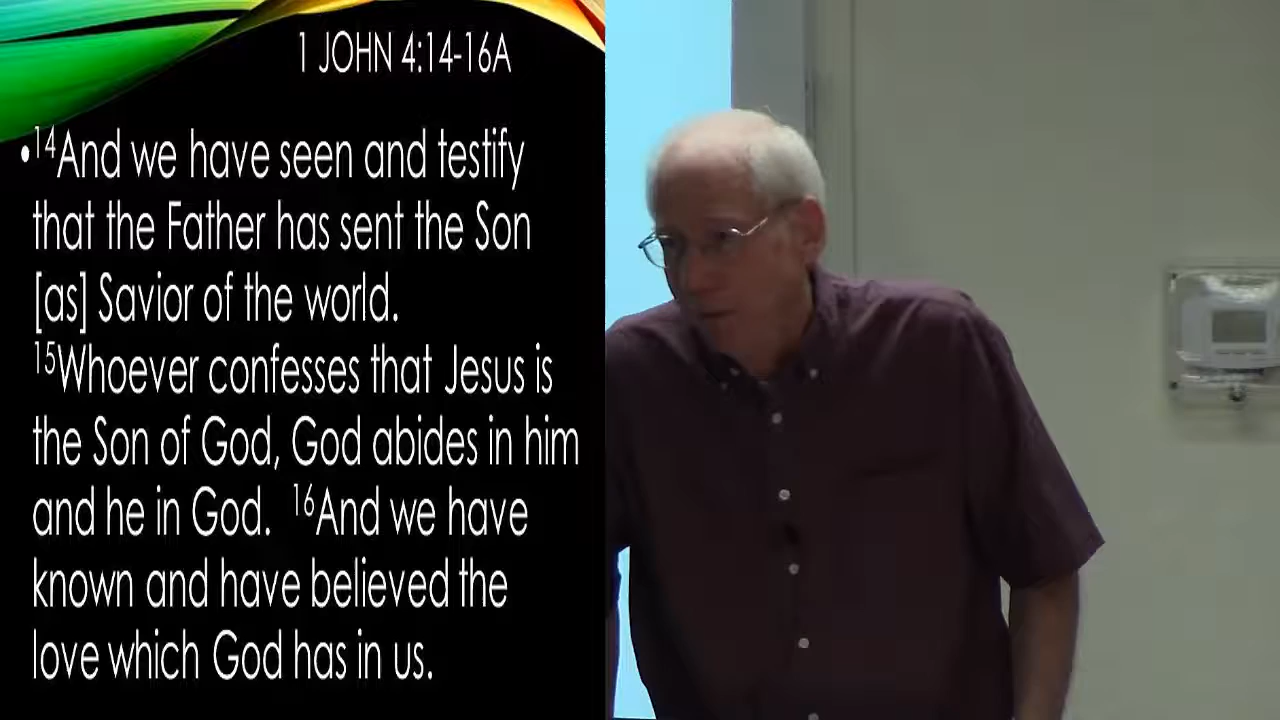 1 JOHN 4:14-16A
•14And we have seen and testify
that the Father has sent the Son
[as] Savior of the world.
15Whoever confesses that Jesus is
the Son of God, God abides in him
and he in God. 16And we have
known and have believed the
love which God has in us.